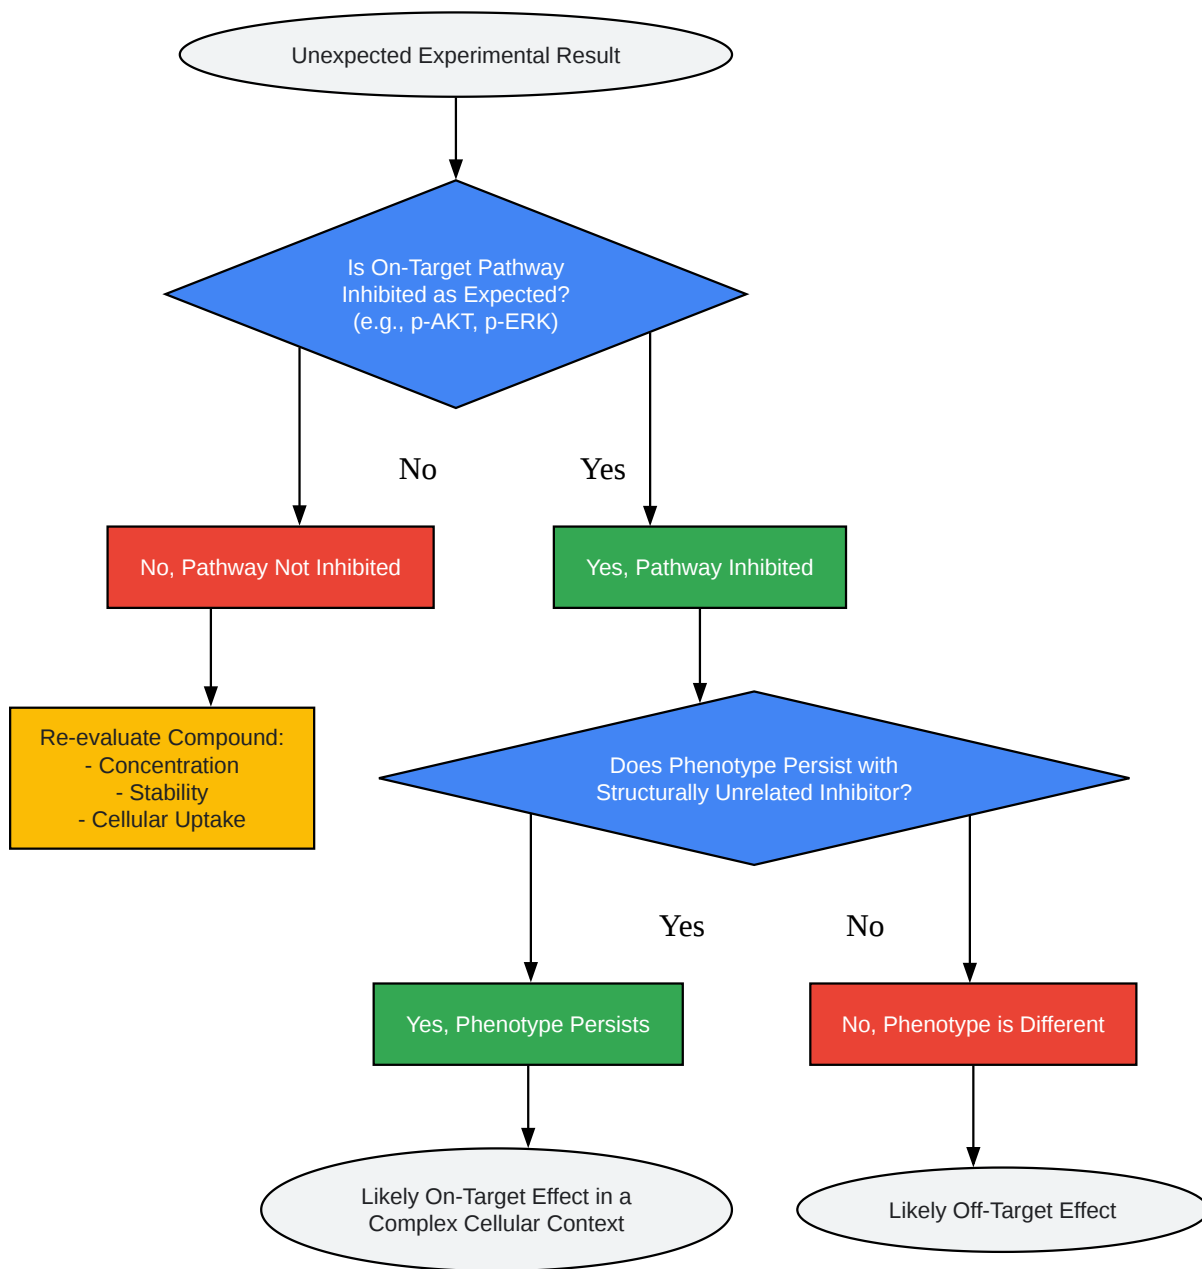 Unexpected Experimental Result
Is On-Target Pathway
Inhibited as Expected?
(e.g., p-AKT, p-ERK)
No
Yes
No, Pathway Not Inhibited
Yes, Pathway Inhibited
Re-evaluate Compound:
- Concentration
- Stability
- Cellular Uptake
Does Phenotype Persist with
Structurally Unrelated Inhibitor?
Yes
No
Yes, Phenotype Persists
No, Phenotype is Different
Likely On-Target Effect in a
Complex Cellular Context
Likely Off-Target Effect